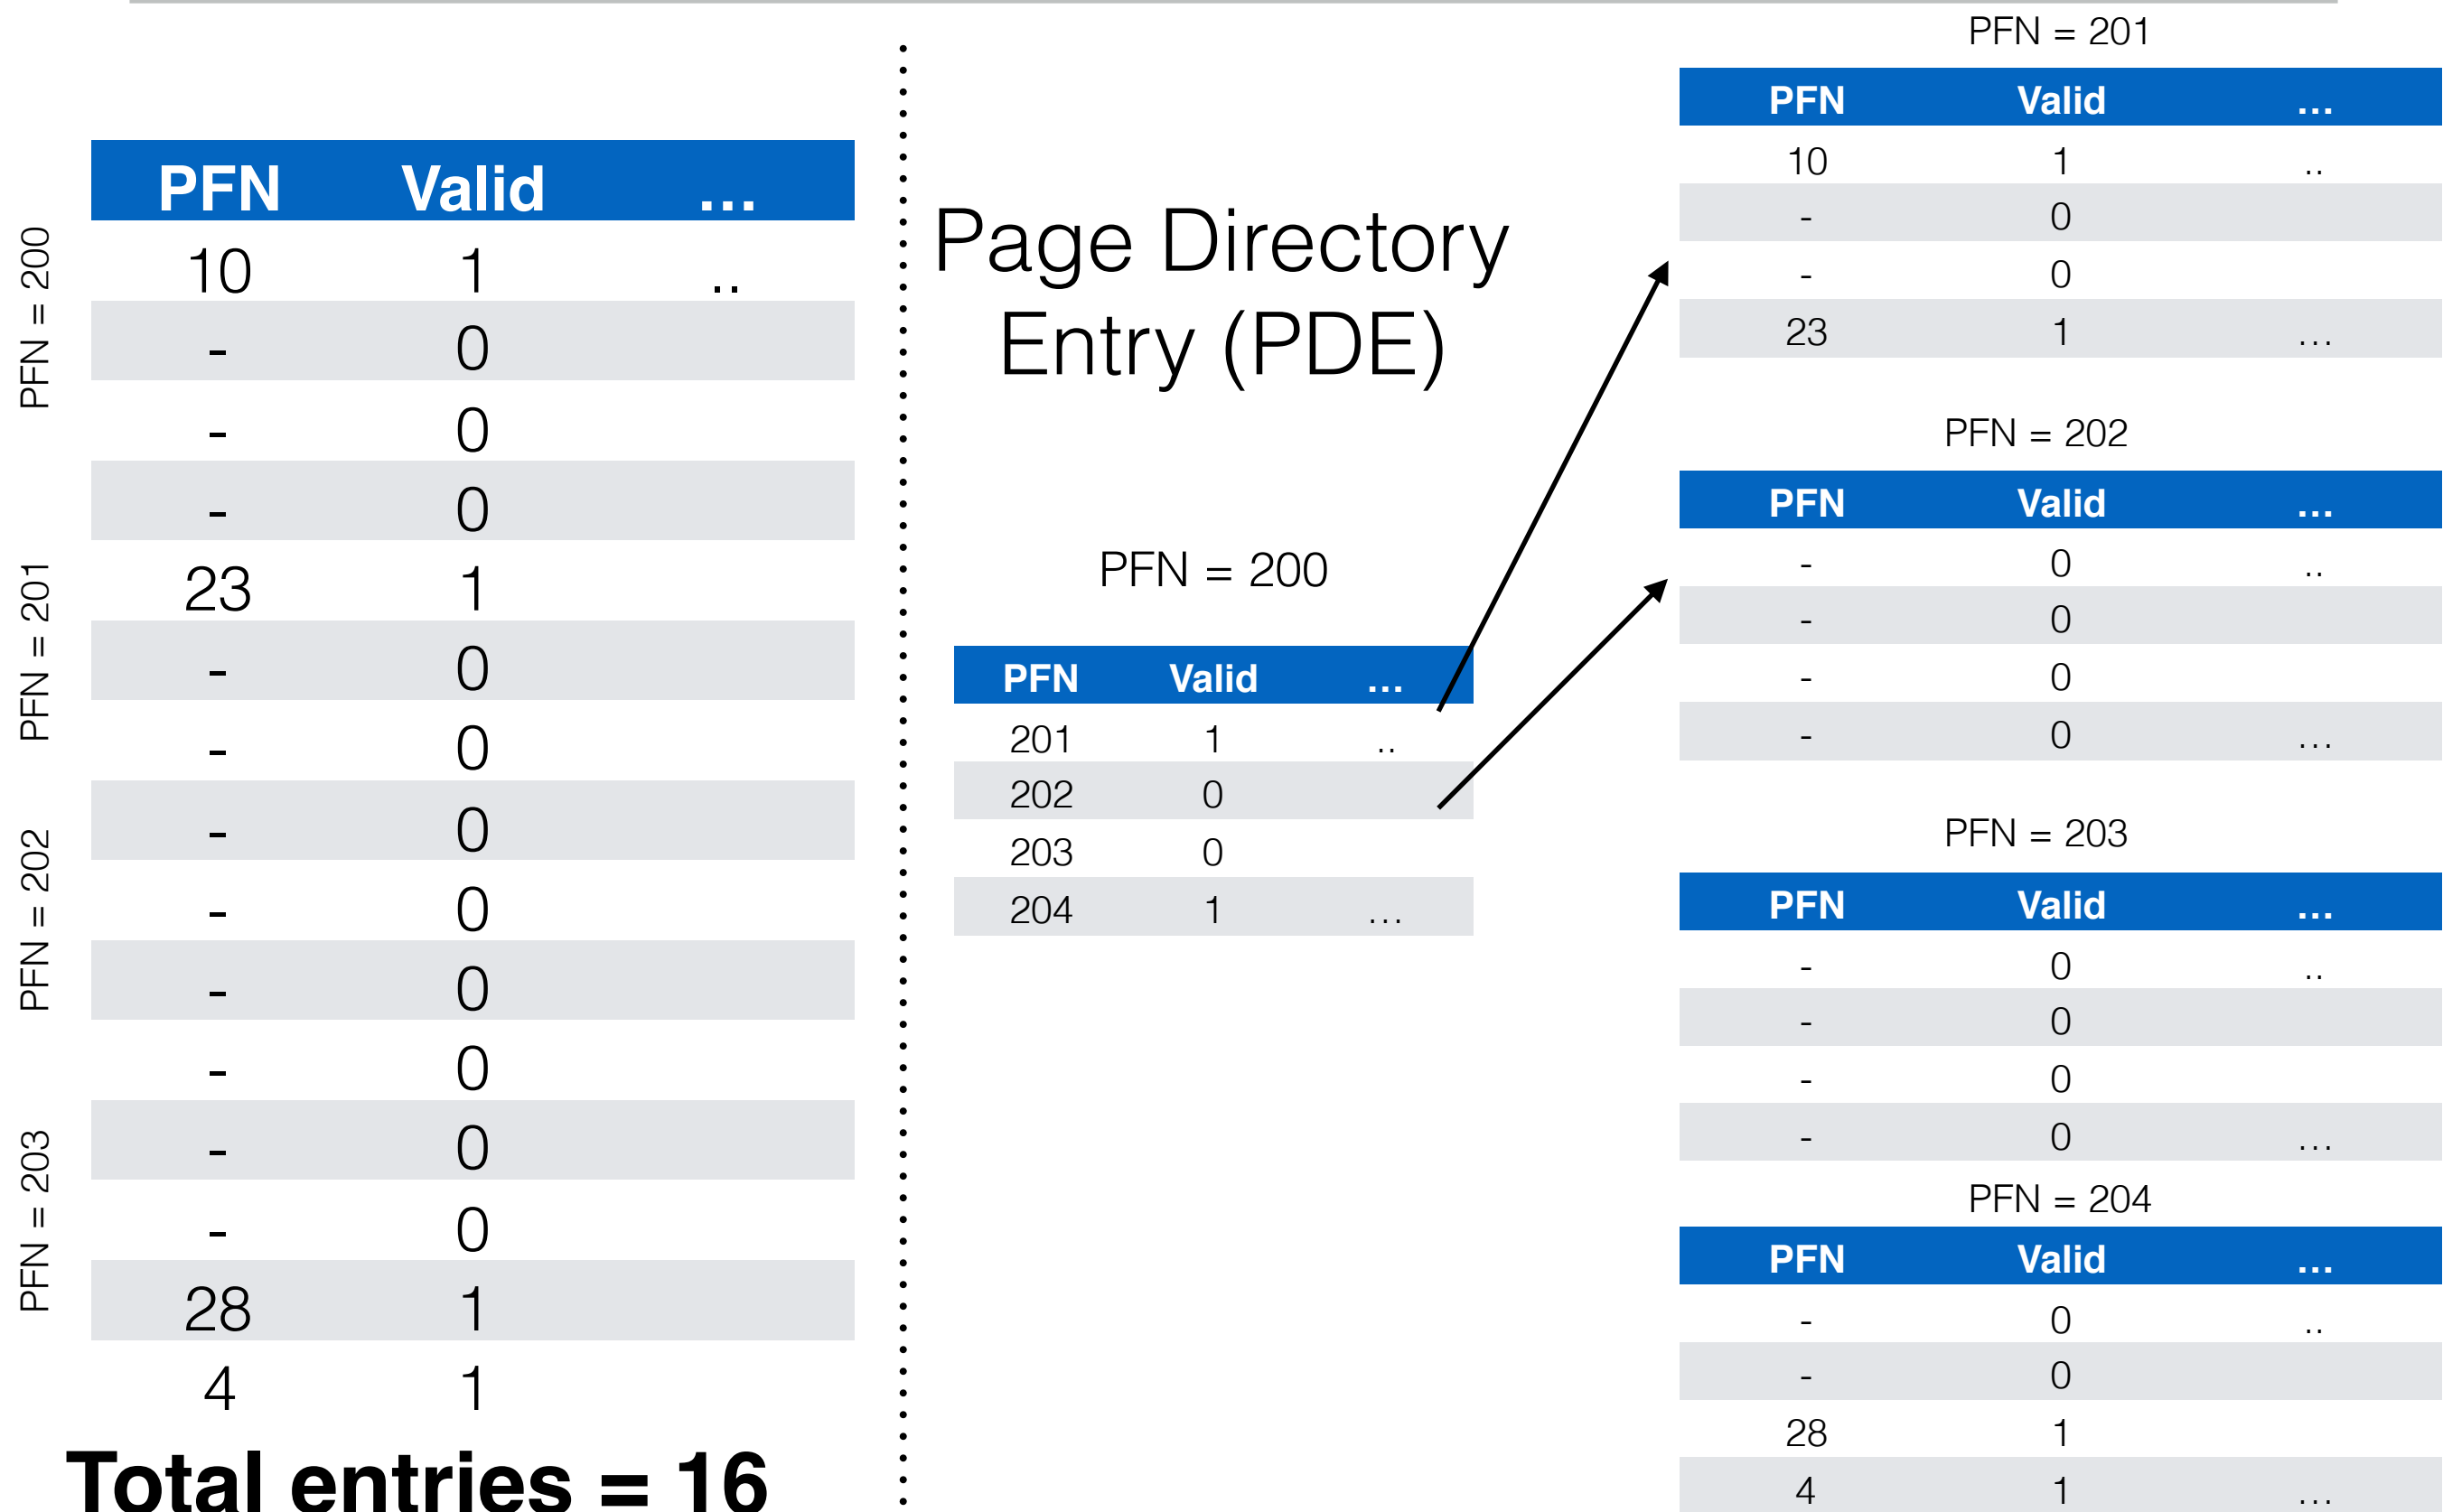 PFN Valid ...
PFN = 200
10 1 ..
- 0
- 0
- 0
PFN = 201
23 1
- 0
- 0
- 0
PFN = 202
- 0
- 0
- 0
- 0
PFN = 203
- 0
28 1
4 1
Total entries = 16
Page Directory
Entry (PDE)
PFN = 200
PFN Valid ...
201 1 ..
202 0
203 0
204 1 ...
PFN = 201
PFN Valid ...
10 1 ..
- 0
- 0
23 1 ...
PFN = 202
PFN Valid ...
- 0 ..
- 0
- 0
- 0 ...
PFN = 203
PFN Valid ...
- 0 ..
- 0
- 0
- 0 ...
PFN = 204
PFN Valid ...
- 0 ..
- 0
28 1
4 1 ...